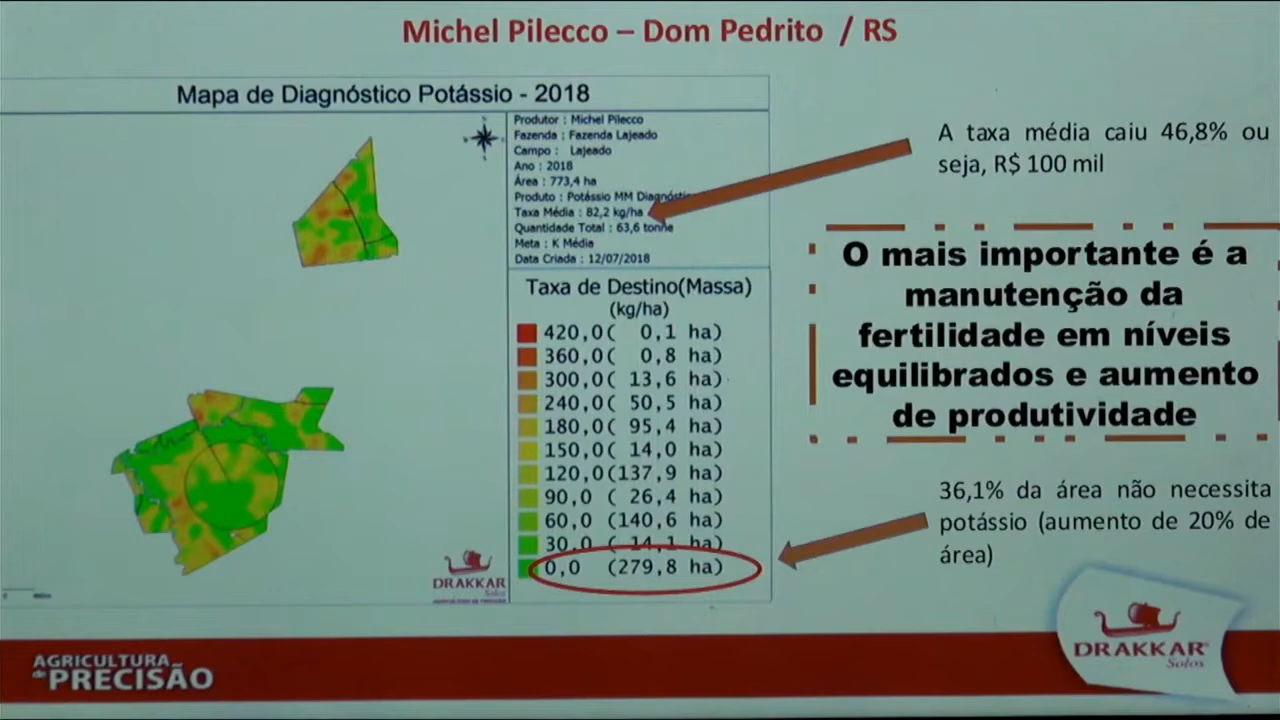 Michel Pilecco – Dom Pedrito / RS
Mapa de Diagnóstico Potássio - 2018
Produtor : Michel Pilecco
Fazenda : Fazenda Lajeado
Campo : Lajeado
Ano : 2018
Área : 773,4 ha
Produto : Potássio MM Diagnósti
Taxa Média : 82,2 kg/ha
Quantidade Total : 63,6 tonne
Meta : K Média
Data Criada : 12/07/2018
Taxa de Destino(Massa)
(kg/ha)
420,0( 0,1 ha)
360,0( 0,8 ha)
300,0( 13,6 ha)
240,0( 50,5 ha)
180,0( 95,4 ha)
150,0( 14,0 ha)
120,0(137,9 ha)
90,0 ( 26,4 ha)
60,0 (140,6 ha)
30,0 ( 14,1 ha)
0,0 (279,8 ha)
DRAKKAR
Solos
A taxa média caiu 46,8% ou
seja, R$ 100 mil
O mais importante é a
manutenção da
fertilidade em níveis
equilibrados e aumento
de produtividade
36,1% da área não necessita
potássio (aumento de 20% de
área)
AGRICULTURA
de PRECISÃO
DRAKKAR
Solos